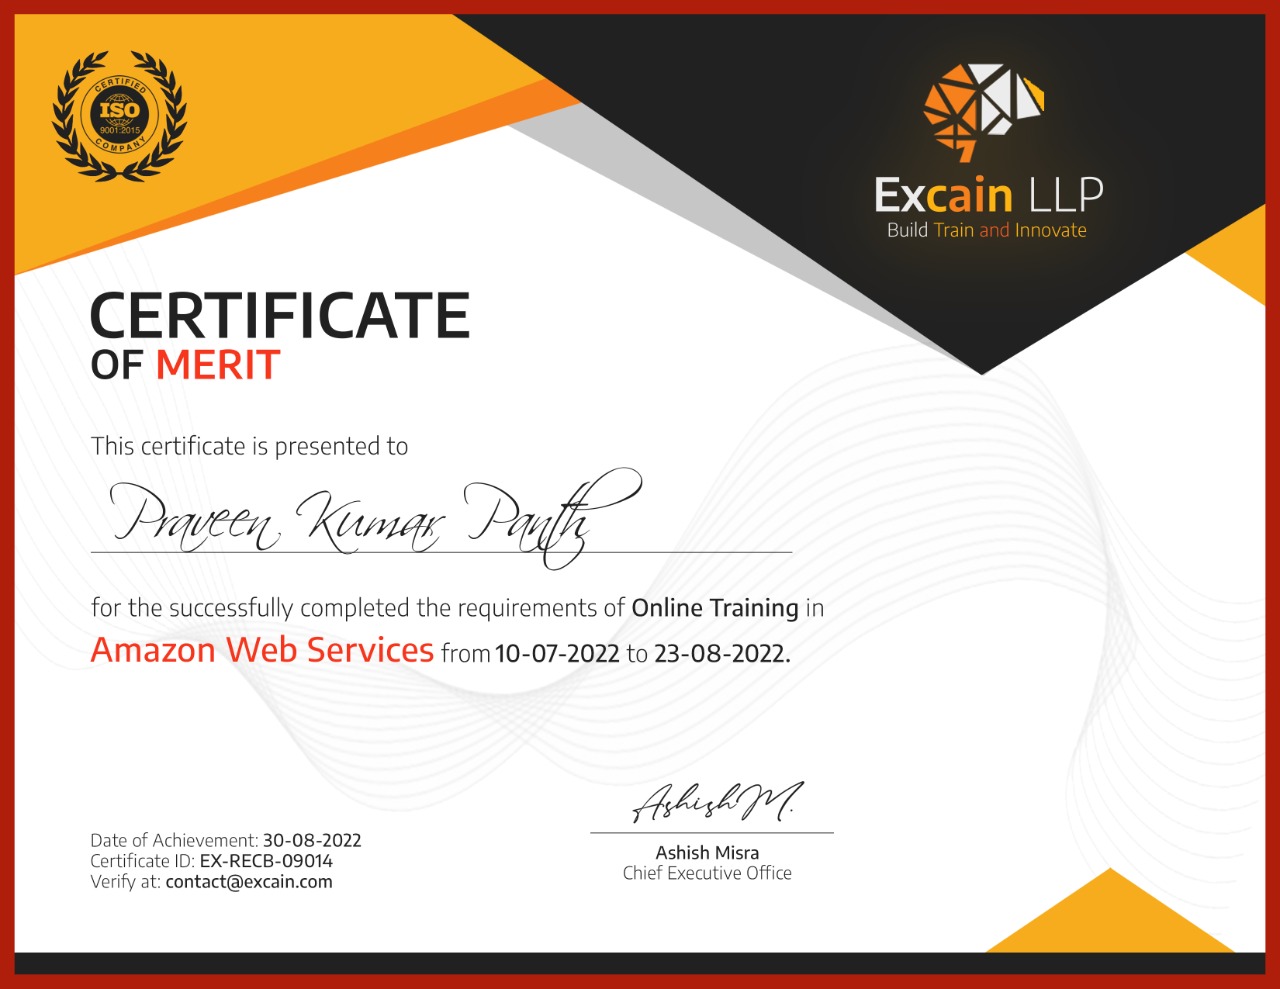 CERTIFIED
ISO
9001:2015
COMPANY
Excain LLP
Build Train and Innovate
CERTIFICATE
OF MERIT
This certificate is presented to
Praveen Kumar Panth
for the successfully completed the requirements of Online Training in
Amazon Web Services from 10-07-2022 to 23-08-2022.
AshishM.
Date of Achievement: 30-08-2022
Certificate ID: EX-RECB-09014
Verify at: contact@excain.com
Ashish Misra
Chief Executive Office